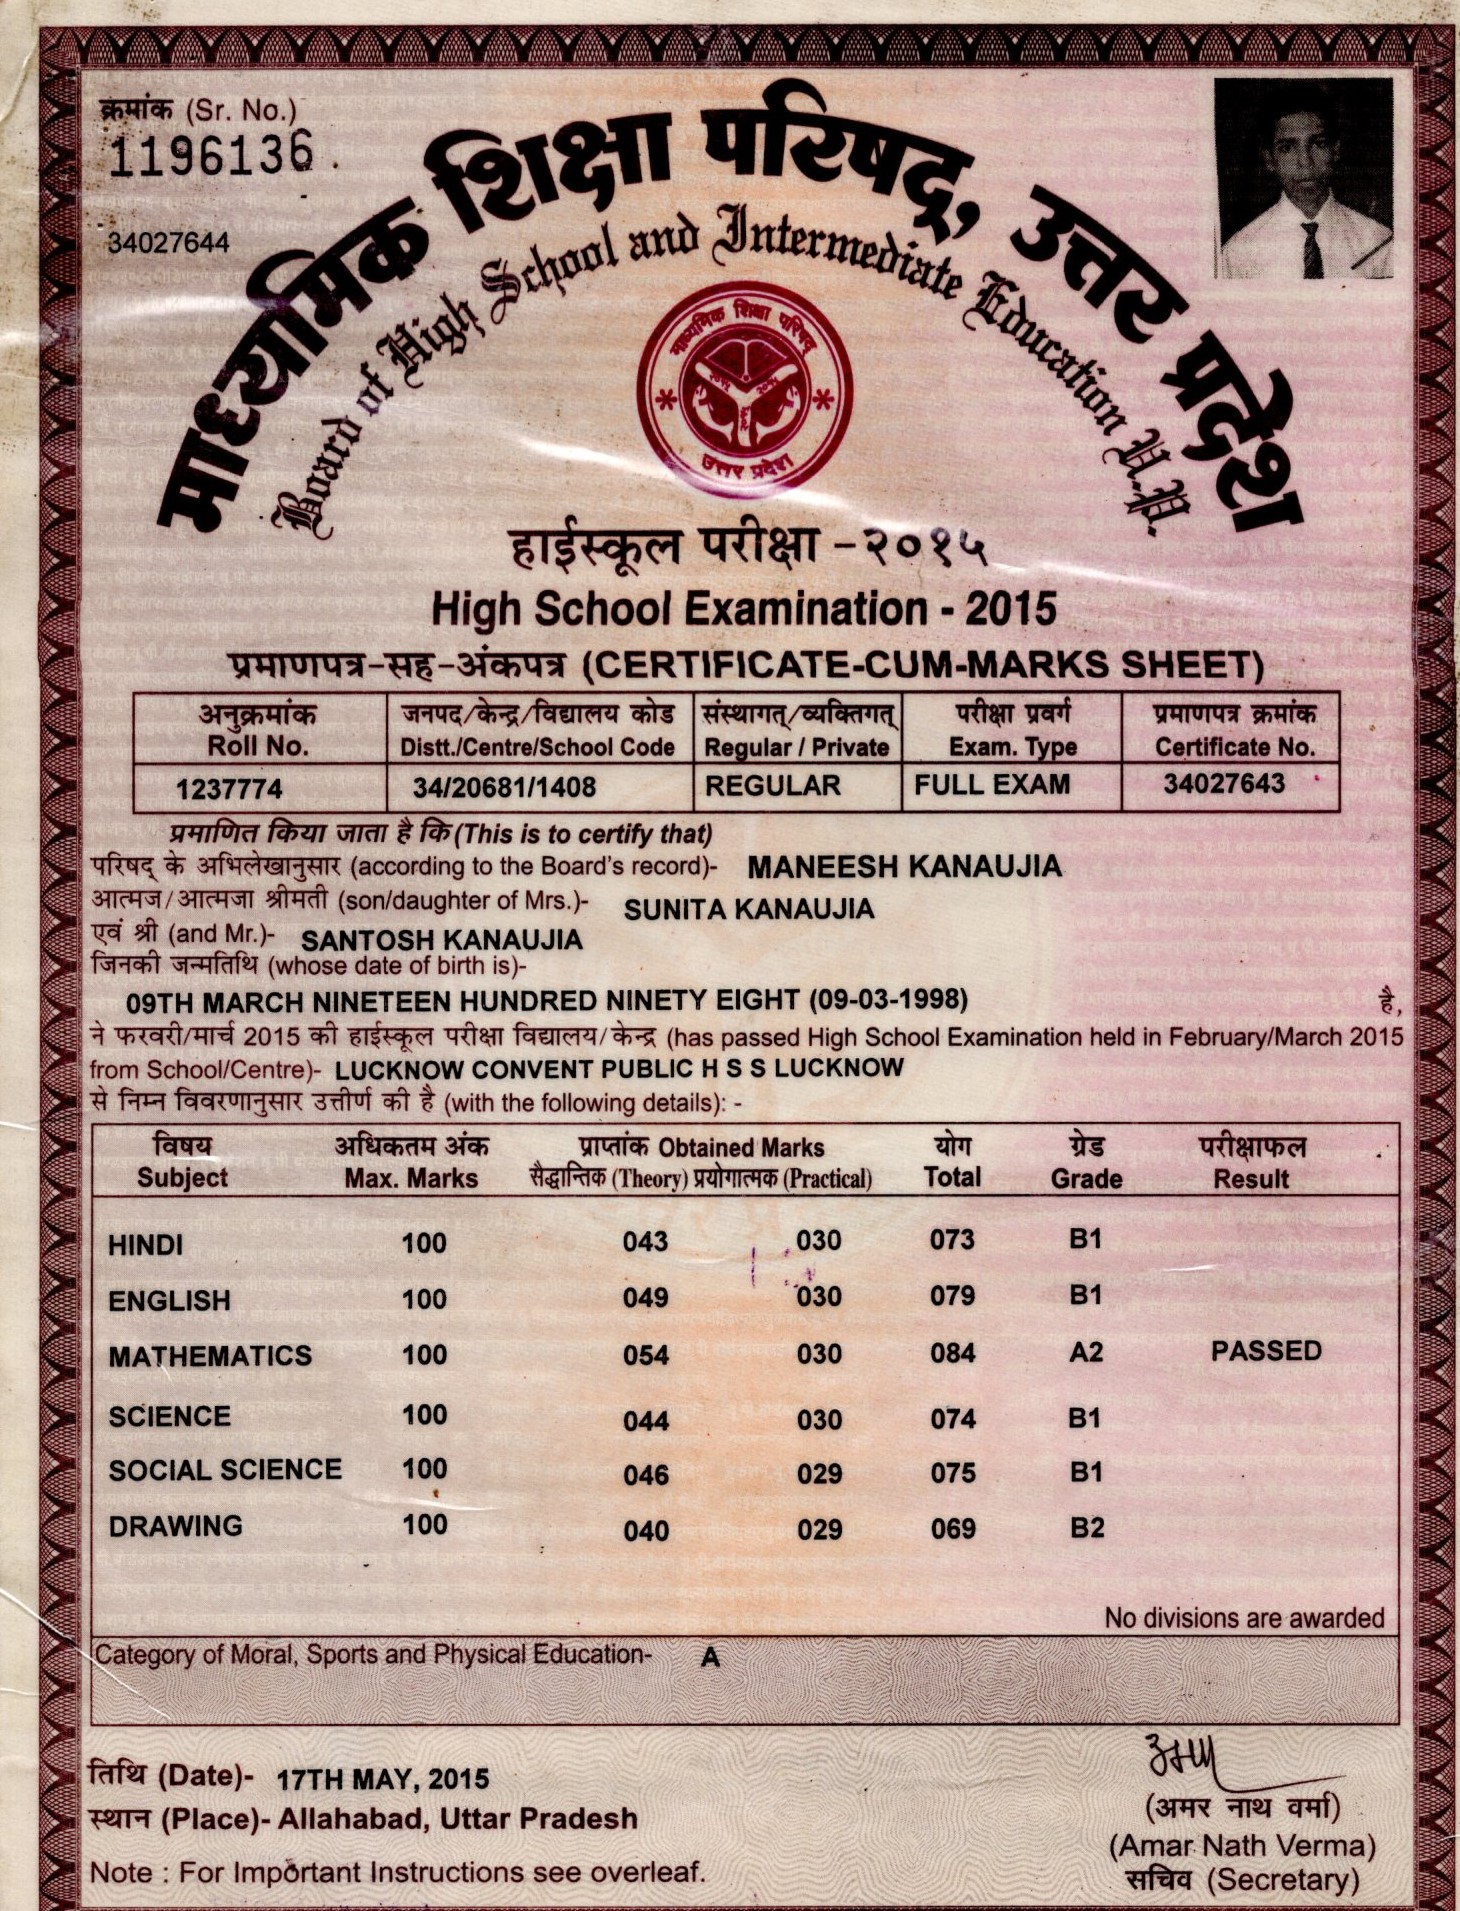 क्रमांक (Sr. No.)
1196136
34027644
माध्यमिक शिक्षा परिषद्, उत्तर प्रदेश
Board of High School and Intermediate Education U.P.
माध्यमिक शिक्षा परिषद्
उत्तर प्रदेश
हाईस्कूल परीक्षा -२०१५
High School Examination - 2015
प्रमाणपत्र-सह-अंकपत्र (CERTIFICATE-CUM-MARKS SHEET)
अनुक्रमांक जनपद/केन्द्र/विद्यालय कोड संस्थागत्/व्यक्तिगत् परीक्षा प्रवर्ग प्रमाणपत्र क्रमांक
Roll No. Distt./Centre/School Code Regular / Private Exam. Type Certificate No.
1237774 34/20681/1408 REGULAR FULL EXAM 34027643
प्रमाणित किया जाता है कि (This is to certify that)
परिषद् के अभिलेखानुसार (according to the Board's record)- MANEESH KANAUJIA
आत्मज/आत्मजा श्रीमती (son/daughter of Mrs.)- SUNITA KANAUJIA
एवं श्री (and Mr.)- SANTOSH KANAUJIA
जिनकी जन्मतिथि (whose date of birth is)-
09TH MARCH NINETEEN HUNDRED NINETY EIGHT (09-03-1998) है,
ने फरवरी/मार्च 2015 की हाईस्कूल परीक्षा विद्यालय/केन्द्र (has passed High School Examination held in February/March 2015
from School/Centre)- LUCKNOW CONVENT PUBLIC H S S LUCKNOW
से निम्न विवरणानुसार उत्तीर्ण की है (with the following details): -
विषय अधिकतम अंक प्राप्तांक Obtained Marks योग ग्रेड परीक्षाफल
Subject Max. Marks सैद्धान्तिक (Theory) प्रयोगात्मक (Practical) Total Grade Result
HINDI 100 043 030 073 B1
ENGLISH 100 049 030 079 B1
MATHEMATICS 100 054 030 084 A2 PASSED
SCIENCE 100 044 030 074 B1
SOCIAL SCIENCE 100 046 029 075 B1
DRAWING 100 040 029 069 B2
No divisions are awarded
Category of Moral, Sports and Physical Education- A
तिथि (Date)- 17TH MAY, 2015
स्थान (Place)- Allahabad, Uttar Pradesh
(अमर नाथ वर्मा)
(Amar Nath Verma)
सचिव (Secretary)
Note : For Important Instructions see overleaf.